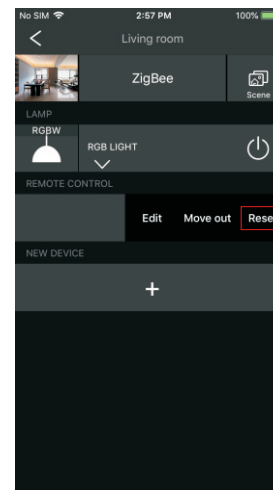 No SIM 2:57 PM 100%
Living room
ZigBee
Scene
LAMP
RGBW
RGB LIGHT
REMOTE CONTROL
Edit Move out Rese
NEW DEVICE
+